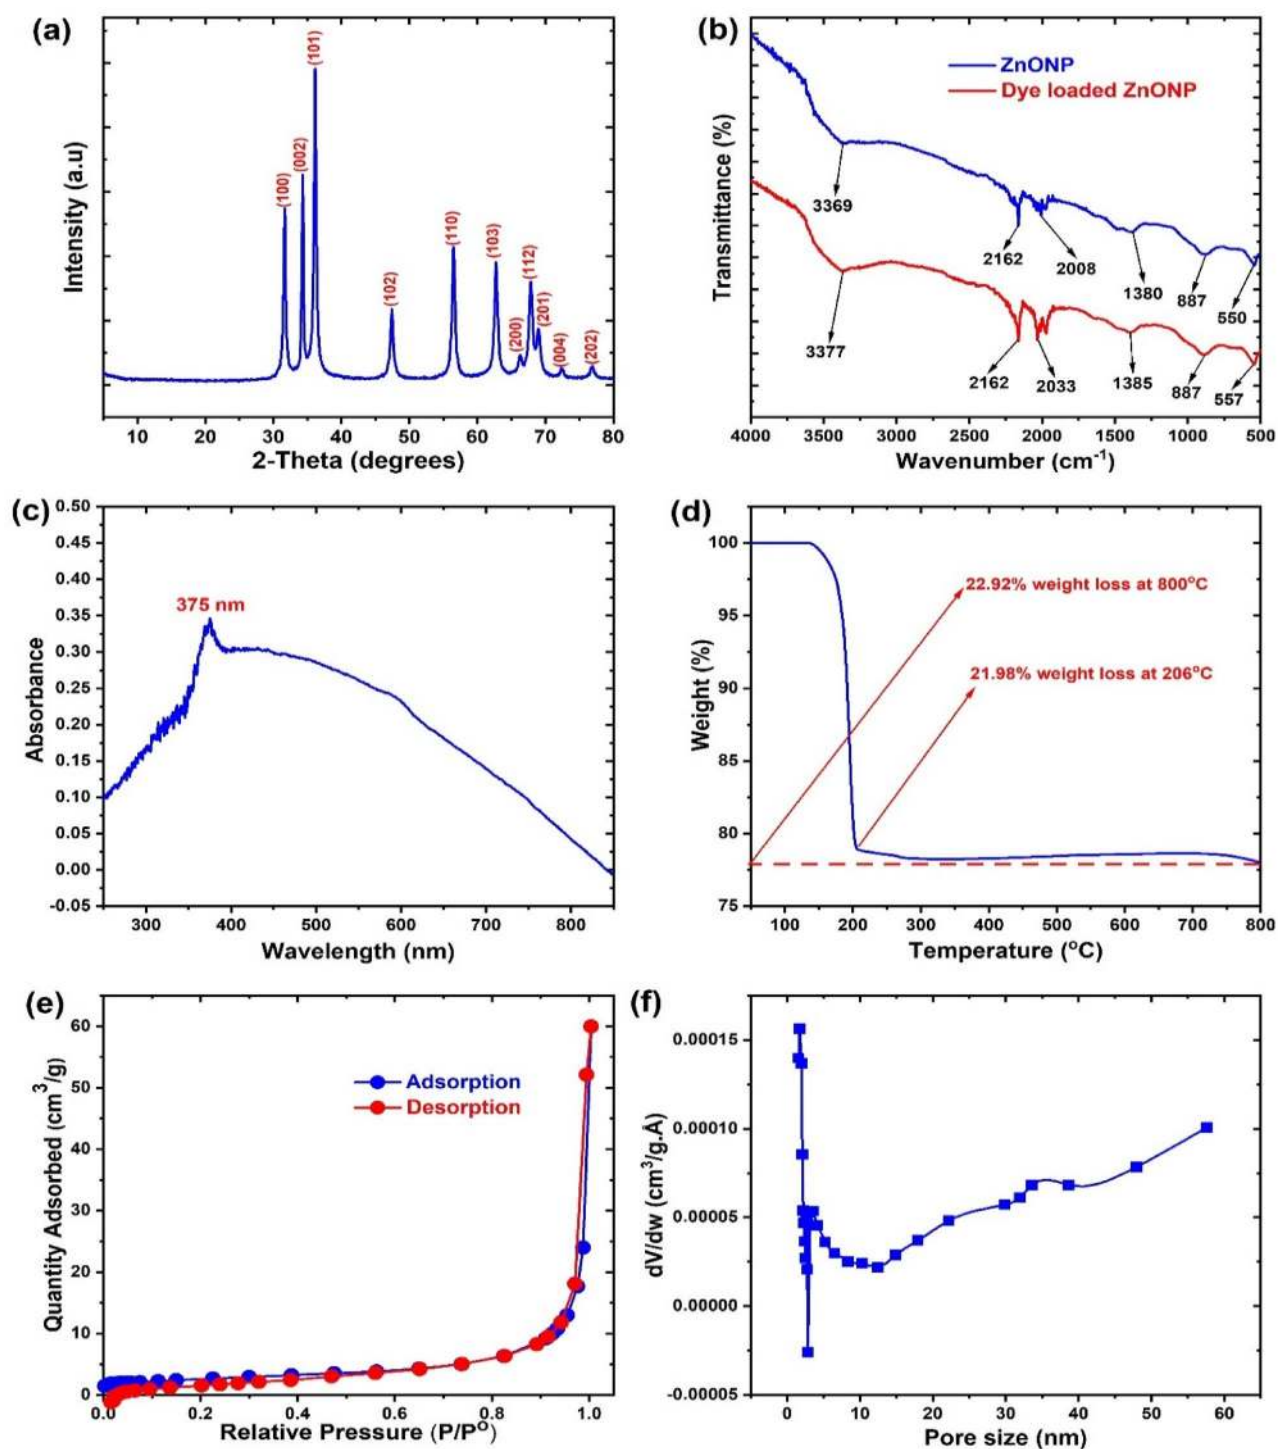 (a)
(100)
(002)
(101)
(102)
(110)
(103)
(200)
(112)
(201)
(004)
(202)
Intensity (a.u)
10 20 30 40 50 60 70 80
2-Theta (degrees)
(b)
ZnONP
Dye loaded ZnONP
Transmittance (%)
3369
2162
2008
1380
887
550
3377
2162
2033
1385
887
557
4000 3500 3000 2500 2000 1500 1000 500
Wavenumber (cm⁻¹)
(c)
0.50
0.45
0.40
0.35
0.30
0.25
0.20
0.15
0.10
0.05
0.00
-0.05
Absorbance
375 nm
300 400 500 600 700 800
Wavelength (nm)
(d)
100
95
90
85
80
75
Weight (%)
22.92% weight loss at 800°C
21.98% weight loss at 206°C
100 200 300 400 500 600 700 800
Temperature (°C)
(e)
60
50
40
30
20
10
0
Quantity Adsorbed (cm³/g)
Adsorption
Desorption
0.0 0.2 0.4 0.6 0.8 1.0
Relative Pressure (P/P^O)
(f)
0.00015
0.00010
0.00005
0.00000
-0.00005
dV/dw (cm³/g.Å)
0 10 20 30 40 50 60
Pore size (nm)